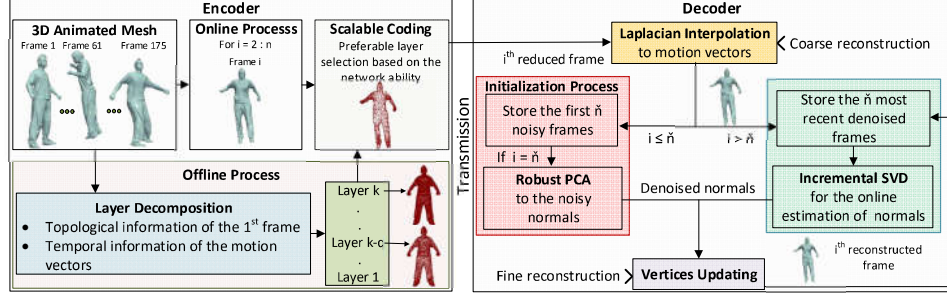 Encoder
3D Animated Mesh
Frame 1 Frame 61 Frame 175
Online Processs
For i = 2 : n
Frame i
Scalable Coding
Preferable layer
selection based on the
network ability
Offline Process
Layer Decomposition
• Topological information of the 1st frame
• Temporal information of the motion
vectors
Layer k
.
.
Layer k-c
.
Layer 1
Transmission
Decoder
ith reduced frame
Laplacian Interpolation
to motion vectors
Coarse reconstruction
Initialization Process
Store the first ň
noisy frames
If i = ň
Robust PCA
to the noisy
normals
i ≤ ň
i > ň
Store the ň most
recent denoised
frames
Incremental SVD
for the online
estimation of normals
Denoised normals
Fine reconstruction
Vertices Updating
ith reconstructed
frame